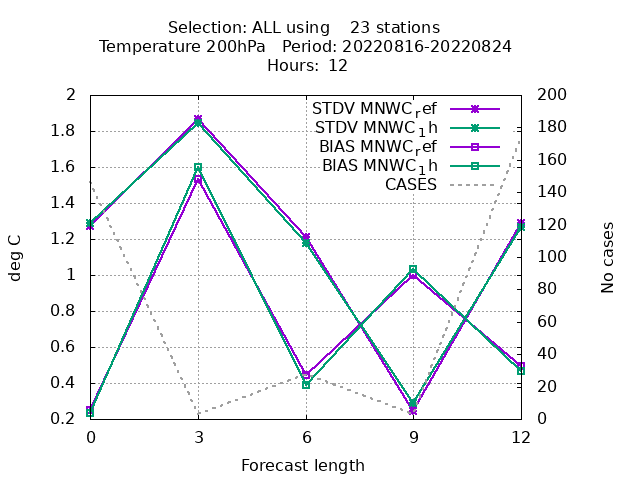 Selection: ALL using    23 stations
Temperature 200hPa   Period: 20220816-20220824
Hours:  12
2
1.8
1.6
1.4
1.2
1
0.8
0.6
0.4
0.2
deg C
200
180
160
140
120
100
80
60
40
20
0
No cases
STDV MNWC_ref
STDV MNWC_1h
BIAS MNWC_ref
BIAS MNWC_1h
CASES
0 3 6 9 12
Forecast length